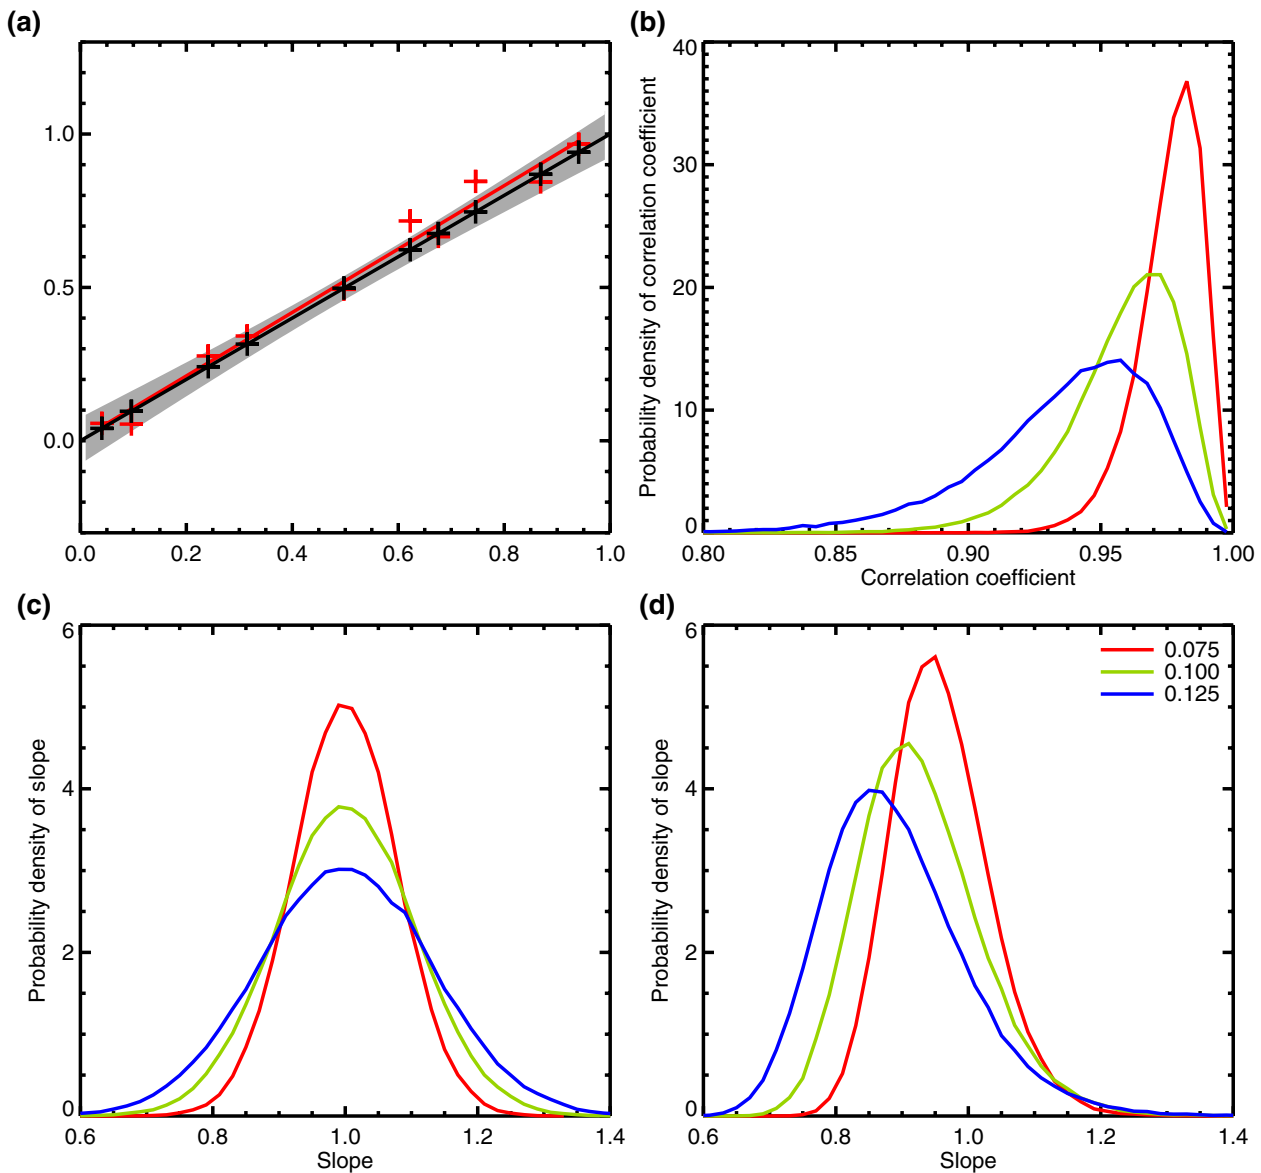 (a)
1.0
0.5
0.0
0.0 0.2 0.4 0.6 0.8 1.0
(b)
Probability density of correlation coefficient
40
30
20
10
0
0.80 0.85 0.90 0.95 1.00
Correlation coefficient
(c)
Probability density of slope
6
4
2
0
0.6 0.8 1.0 1.2 1.4
Slope
(d)
Probability density of slope
6
4
2
0
0.075
0.100
0.125
0.6 0.8 1.0 1.2 1.4
Slope